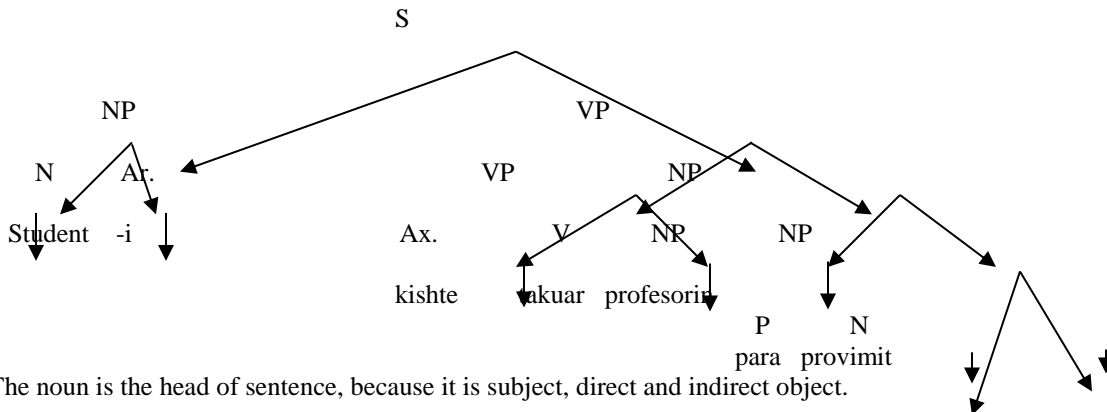 S
NP VP
N Ar. VP NP
Student -i Ax. V NP NP
kishte takuar profesorin
P N
para provimit
The noun is the head of sentence, because it is subject, direct and indirect object.